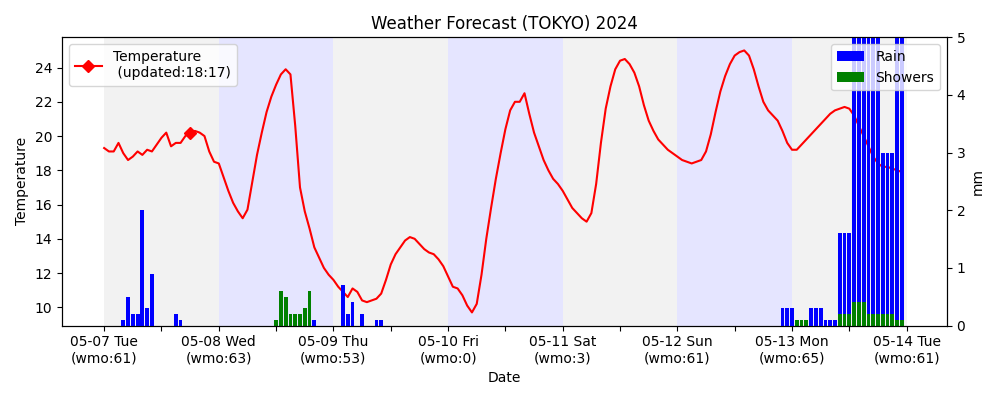 Weather Forecast (TOKYO) 2024
Temperature
(updated:18:17)
Rain
Showers
Temperature
24
22
20
18
16
14
12
10
5
4
3
2
1
0
mm
05-07 Tue
(wmo:61)
05-08 Wed
(wmo:63)
05-09 Thu
(wmo:53)
05-10 Fri
(wmo:0)
05-11 Sat
(wmo:3)
05-12 Sun
(wmo:61)
05-13 Mon
(wmo:65)
05-14 Tue
(wmo:61)
Date